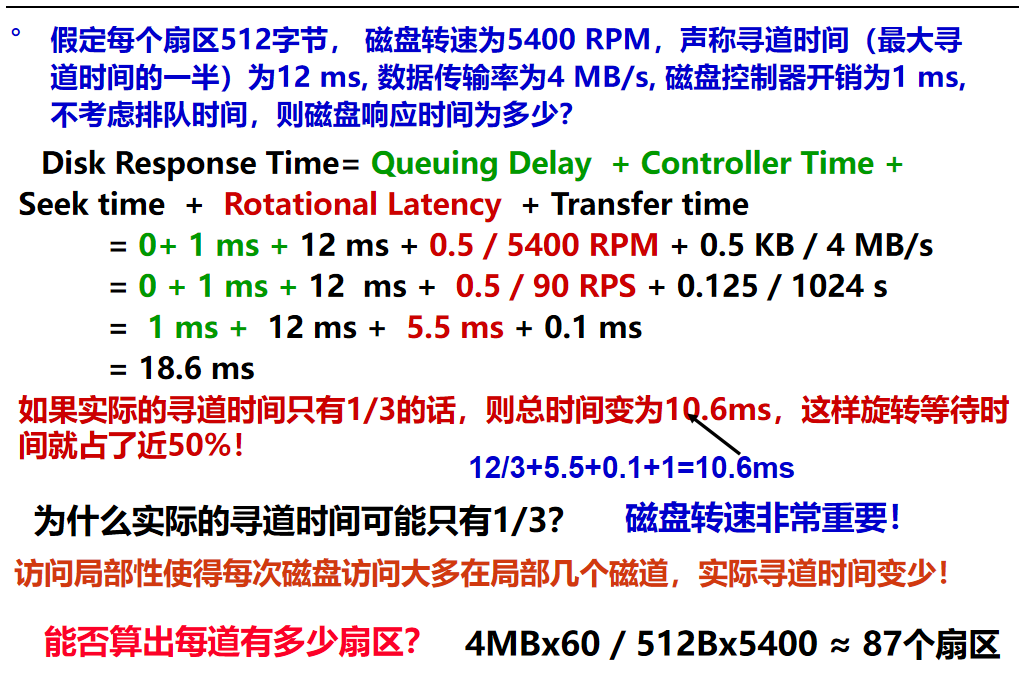 ° 假定每个扇区512字节， 磁盘转速为5400 RPM，声称寻道时间（最大寻
道时间的一半）为12 ms, 数据传输率为4 MB/s, 磁盘控制器开销为1 ms,
不考虑排队时间，则磁盘响应时间为多少？
Disk Response Time= Queuing Delay + Controller Time +
Seek time + Rotational Latency + Transfer time
= 0+ 1 ms + 12 ms + 0.5 / 5400 RPM + 0.5 KB / 4 MB/s
= 0 + 1 ms + 12 ms + 0.5 / 90 RPS + 0.125 / 1024 s
= 1 ms + 12 ms + 5.5 ms + 0.1 ms
= 18.6 ms
如果实际的寻道时间只有1/3的话，则总时间变为10.6ms，这样旋转等待时
间就占了近50%！
12/3+5.5+0.1+1=10.6ms
为什么实际的寻道时间可能只有1/3？
磁盘转速非常重要！
访问局部性使得每次磁盘访问大多在局部几个磁道，实际寻道时间变少！
能否算出每道有多少扇区？
4MBx60 / 512Bx5400 ≈ 87个扇区